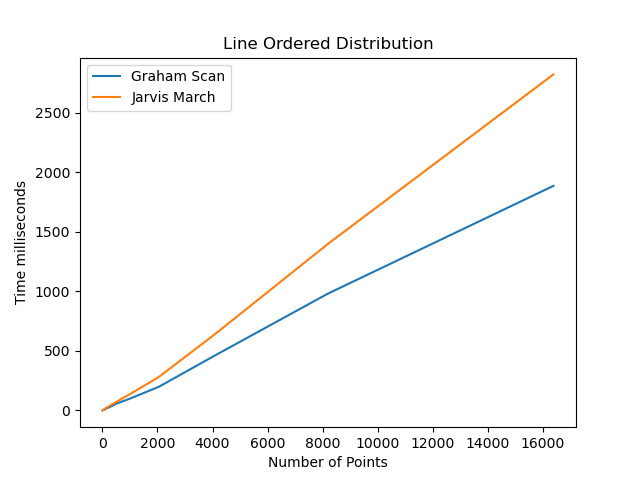 Line Ordered Distribution
Graham Scan
Jarvis March
2500
2000
1500
1000
500
0
Time milliseconds
0 2000 4000 6000 8000 10000 12000 14000 16000
Number of Points